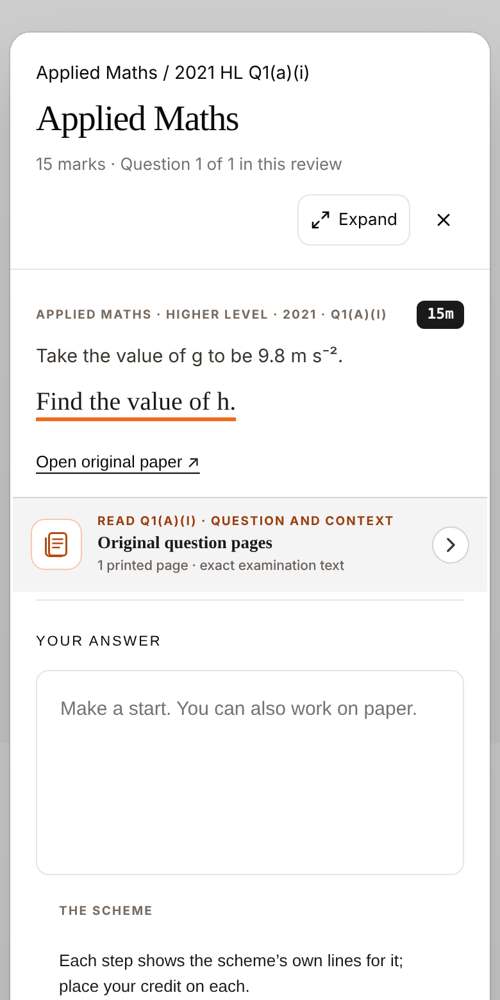 Applied Maths / 2021 HL Q1(a)(i)
Applied Maths
15 marks · Question 1 of 1 in this review
Expand
APPLIED MATHS · HIGHER LEVEL · 2021 · Q1(A)(I)
15m
Take the value of g to be 9.8 m s⁻².
Find the value of h.
Open original paper ↗
READ Q1(A)(I) · QUESTION AND CONTEXT
Original question pages
1 printed page · exact examination text
YOUR ANSWER
Make a start. You can also work on paper.
THE SCHEME
Each step shows the scheme’s own lines for it;
place your credit on each.